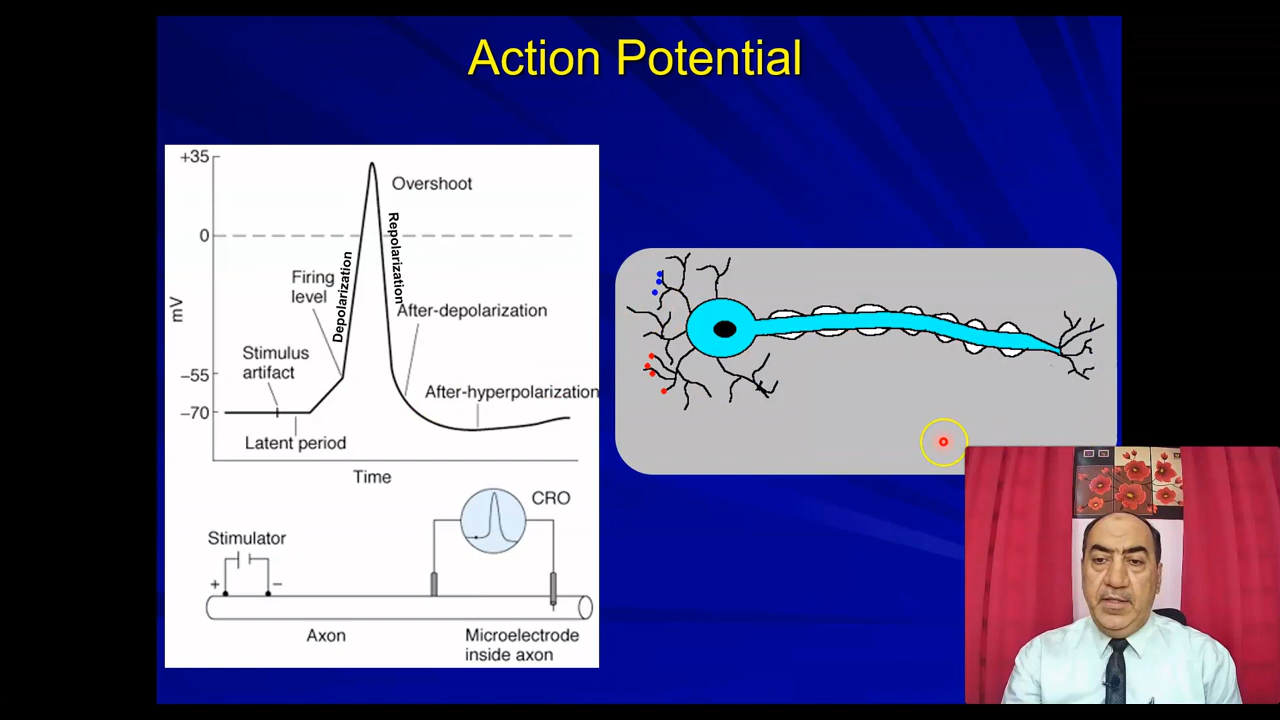 Action Potential
+35
Overshoot
0
Repolarization
Depolarization
Firing
level
mV
After-depolarization
Stimulus
artifact
-55
After-hyperpolarization
-70
Latent period
Time
CRO
Stimulator
+
−
Axon
Microelectrode
inside axon